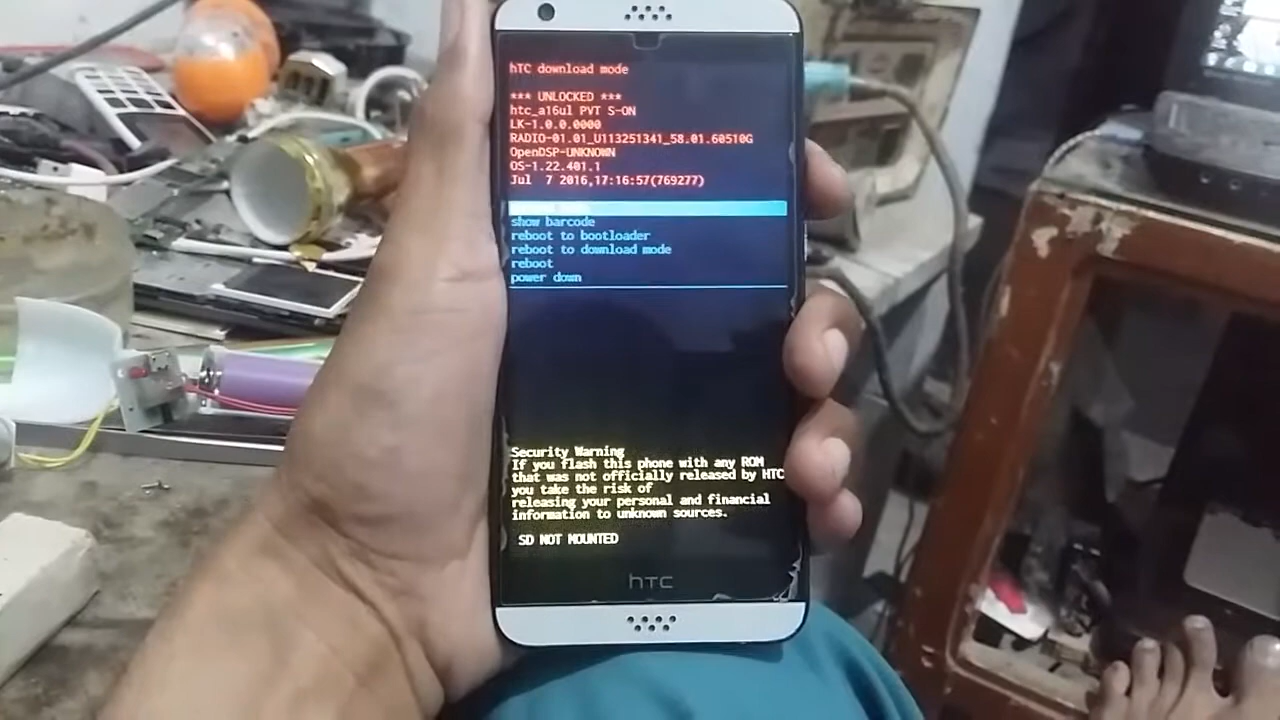 hTC download mode
*** UNLOCKED ***
htc_a16ul PVT S-ON
LK-1.0.0.0000
RADIO-01.01_U113251341_58.01.60510G
OpenDSP-UNKNOWN
OS-1.22.401.1
Jul 7 2016,17:16:57(769277)
show barcode
reboot to bootloader
reboot to download mode
reboot
power down
Security Warning
If you flash this phone with any ROM
that was not officially released by HTC
you take the risk of
releasing your personal and financial
information to unknown sources.
SD NOT MOUNTED
hTC